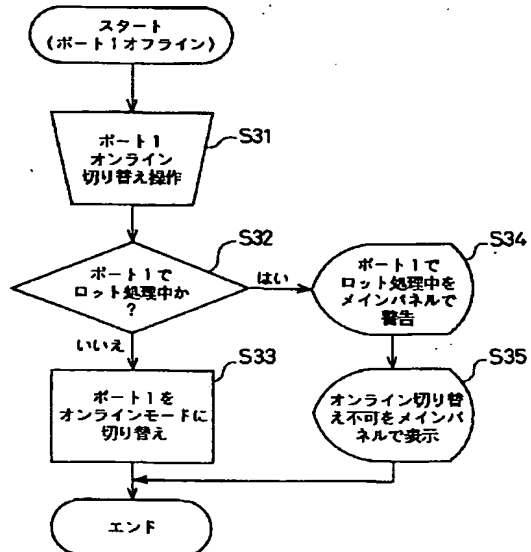 スタート
(ポート1オフライン)
S31
ポート1
オンライン
切り替え操作
S32
ポート1で
ロット処理中か
?
はい
いいえ
S34
ポート1で
ロット処理中を
メインパネルで
警告
S33
ポート1を
オンラインモードに
切り替え
S35
オンライン切り替
え不可をメインパ
ネルで表示
エンド